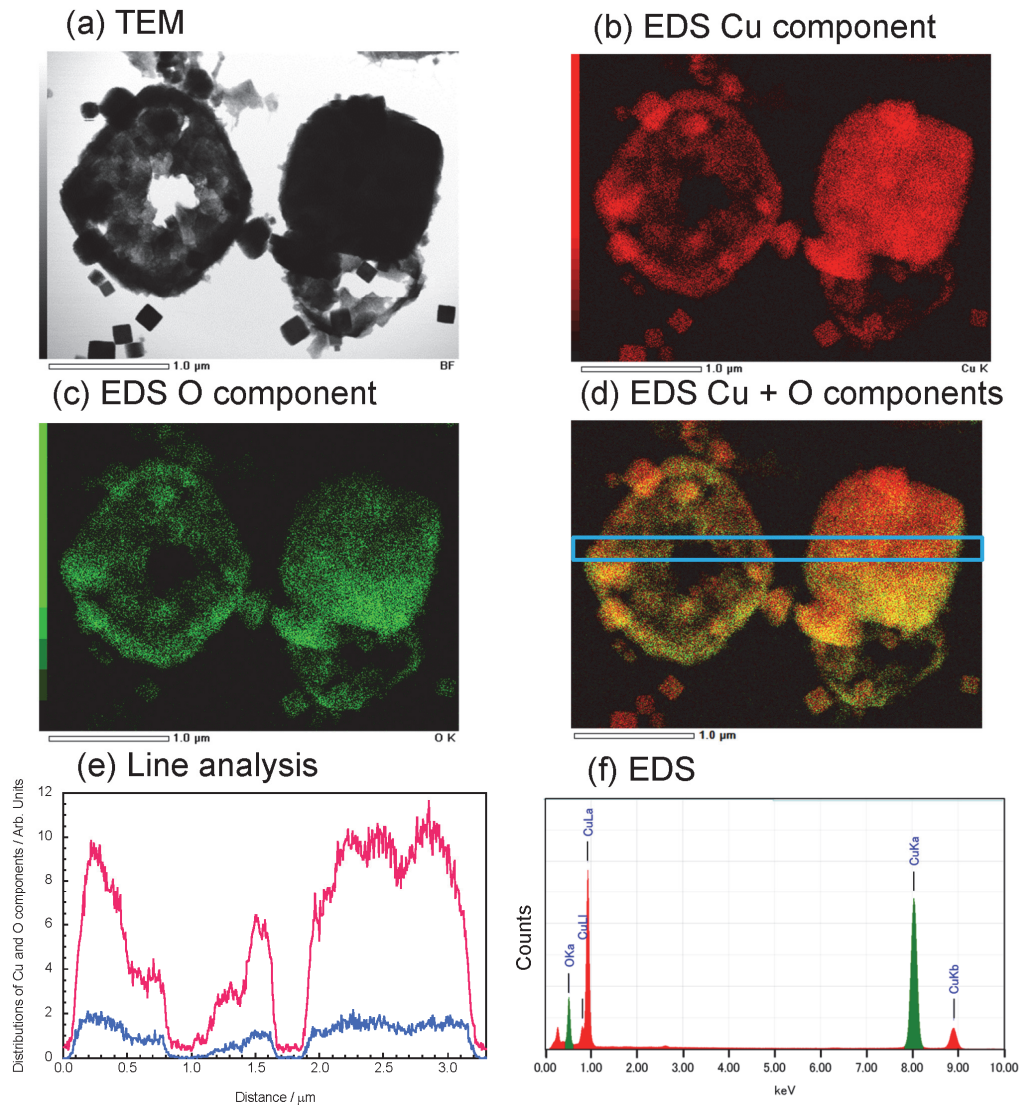 (a) TEM
(b) EDS Cu component
1.0 μm
BF
1.0 μm
Cu K
(c) EDS O component
(d) EDS Cu + O components
1.0 μm
O K
1.0 μm
(e) Line analysis
(f) EDS
Distributions of Cu and O components / Arb. Units
12
10
8
6
4
2
0
0.0 0.5 1.0 1.5 2.0 2.5 3.0
Distance / μm
Counts
OKa
CuLl
CuLa
CuKa
CuKb
0.00 1.00 2.00 3.00 4.00 5.00 6.00 7.00 8.00 9.00 10.00
keV